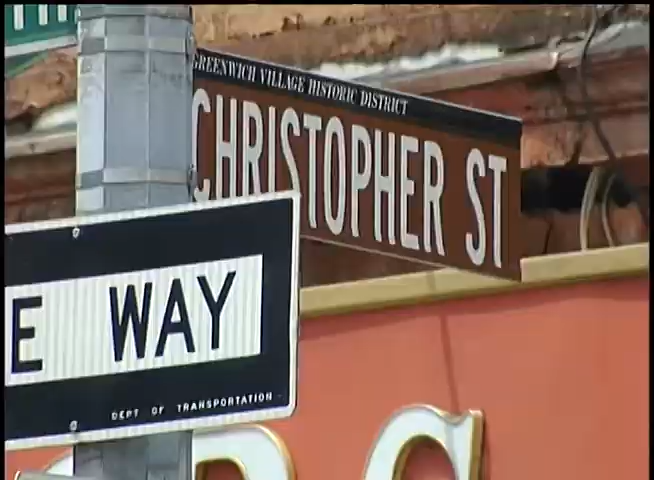 GREENWICH VILLAGE HISTORIC DISTRICT
CHRISTOPHER ST
E WAY
DEPT OF TRANSPORTATION